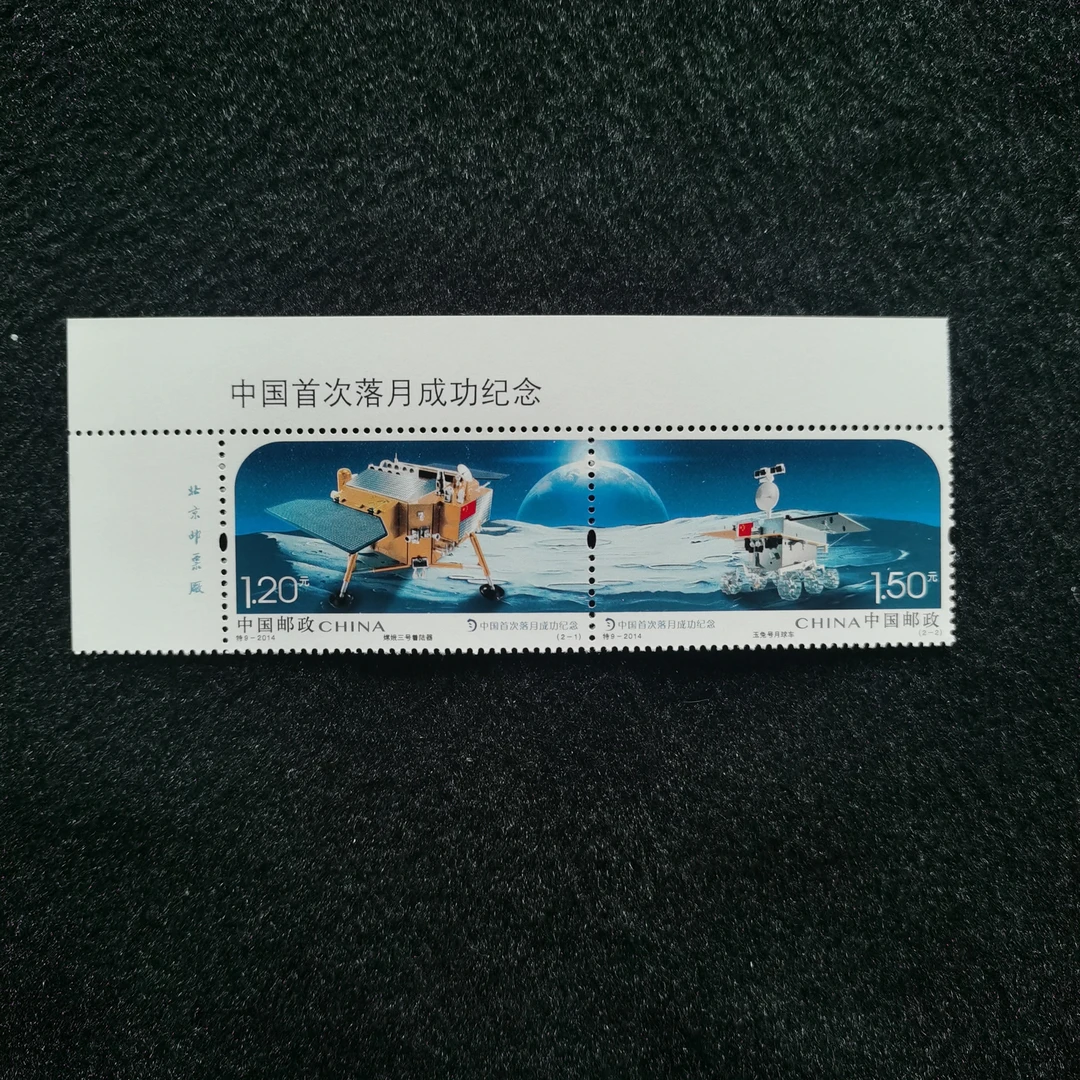 中国首次落月成功纪念
北京邮票厂
1.20元
1.50元
中国邮政CHINA
CHINA中国邮政
特9-2014
嫦娥三号着陆器
中国首次落月成功纪念
(2-1)
中国首次落月成功纪念
特9-2014
玉兔号月球车
(2-2)